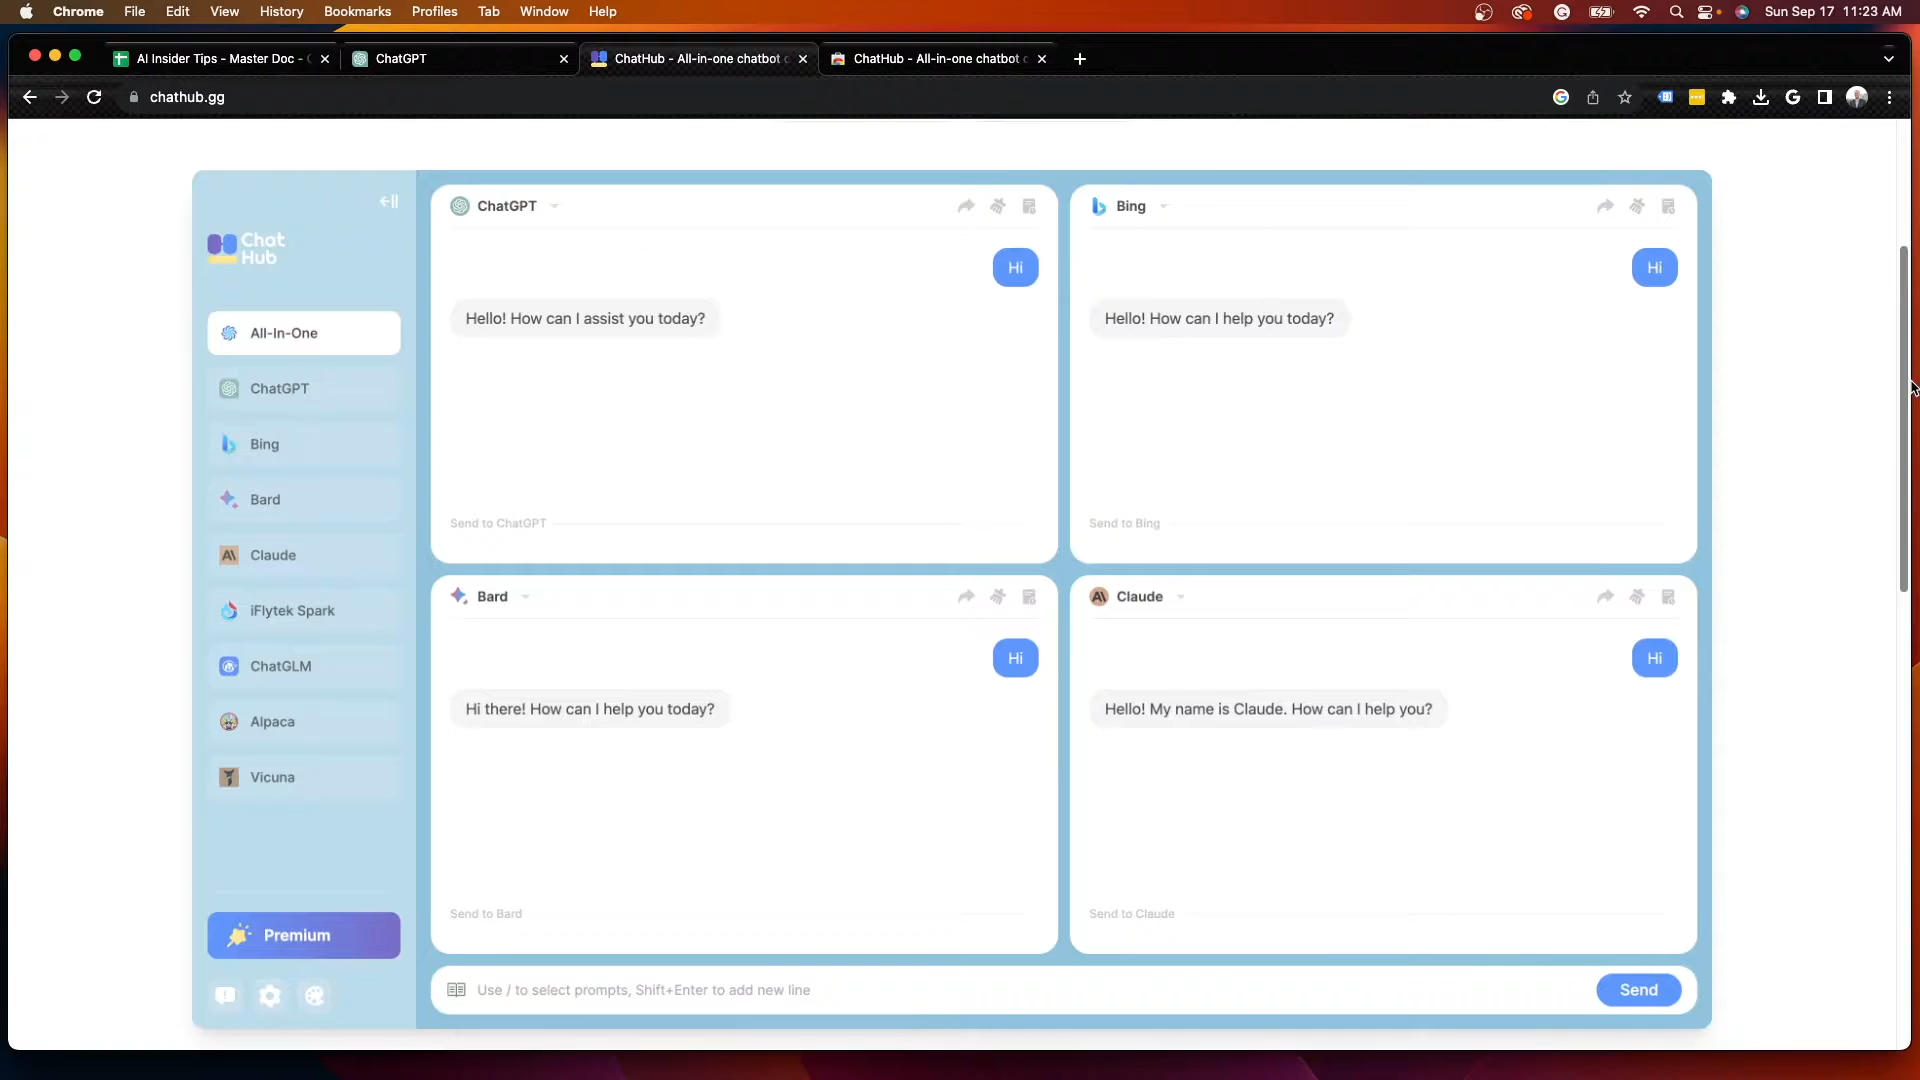 Chrome File Edit View History Bookmarks Profiles Tab Window Help Sun Sep 17 11:23 AM
AI Insider Tips - Master Doc - ChatGPT ChatHub - All-in-one chatbot ChatHub - All-in-one chatbot
chathub.gg
Chat
Hub
All-In-One
ChatGPT
Bing
Bard
Claude
iFlytek Spark
ChatGLM
Alpaca
Vicuna
Premium
ChatGPT
Hi
Hello! How can I assist you today?
Send to ChatGPT
Bing
Hi
Hello! How can I help you today?
Send to Bing
Bard
Hi
Hi there! How can I help you today?
Send to Bard
Claude
Hi
Hello! My name is Claude. How can I help you?
Send to Claude
Use / to select prompts, Shift+Enter to add new line
Send